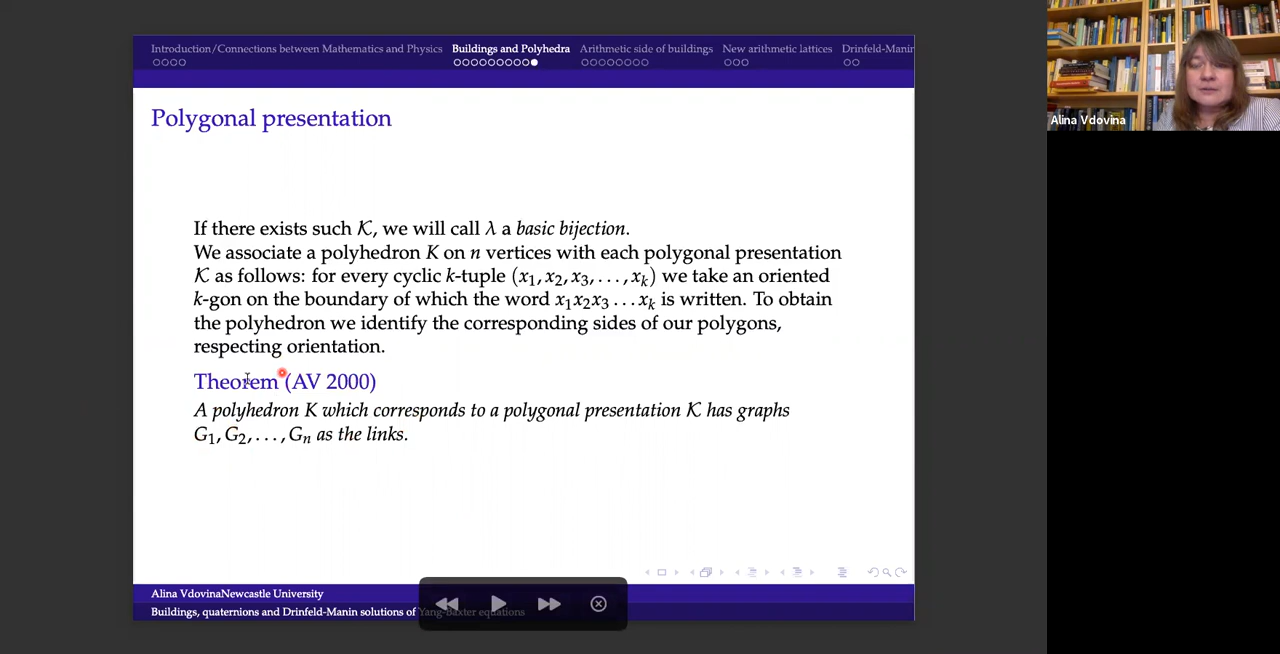 Introduction/Connections between Mathematics and Physics Buildings and Polyhedra Arithmetic side of buildings New arithmetic lattices Drinfeld-Manin
Alina Vdovina
Polygonal presentation
If there exists such 𝒦, we will call λ a basic bijection.
We associate a polyhedron K on n vertices with each polygonal presentation
𝒦 as follows: for every cyclic k-tuple (x₁, x₂, x₃, . . . , xₖ) we take an oriented
k-gon on the boundary of which the word x₁x₂x₃ . . . xₖ is written. To obtain
the polyhedron we identify the corresponding sides of our polygons,
respecting orientation.
Theorem (AV 2000)
A polyhedron K which corresponds to a polygonal presentation 𝒦 has graphs
G₁, G₂, . . . , Gₙ as the links.
Alina VdovinaNewcastle University
Buildings, quaternions and Drinfeld-Manin solutions of Yang-Baxter equations